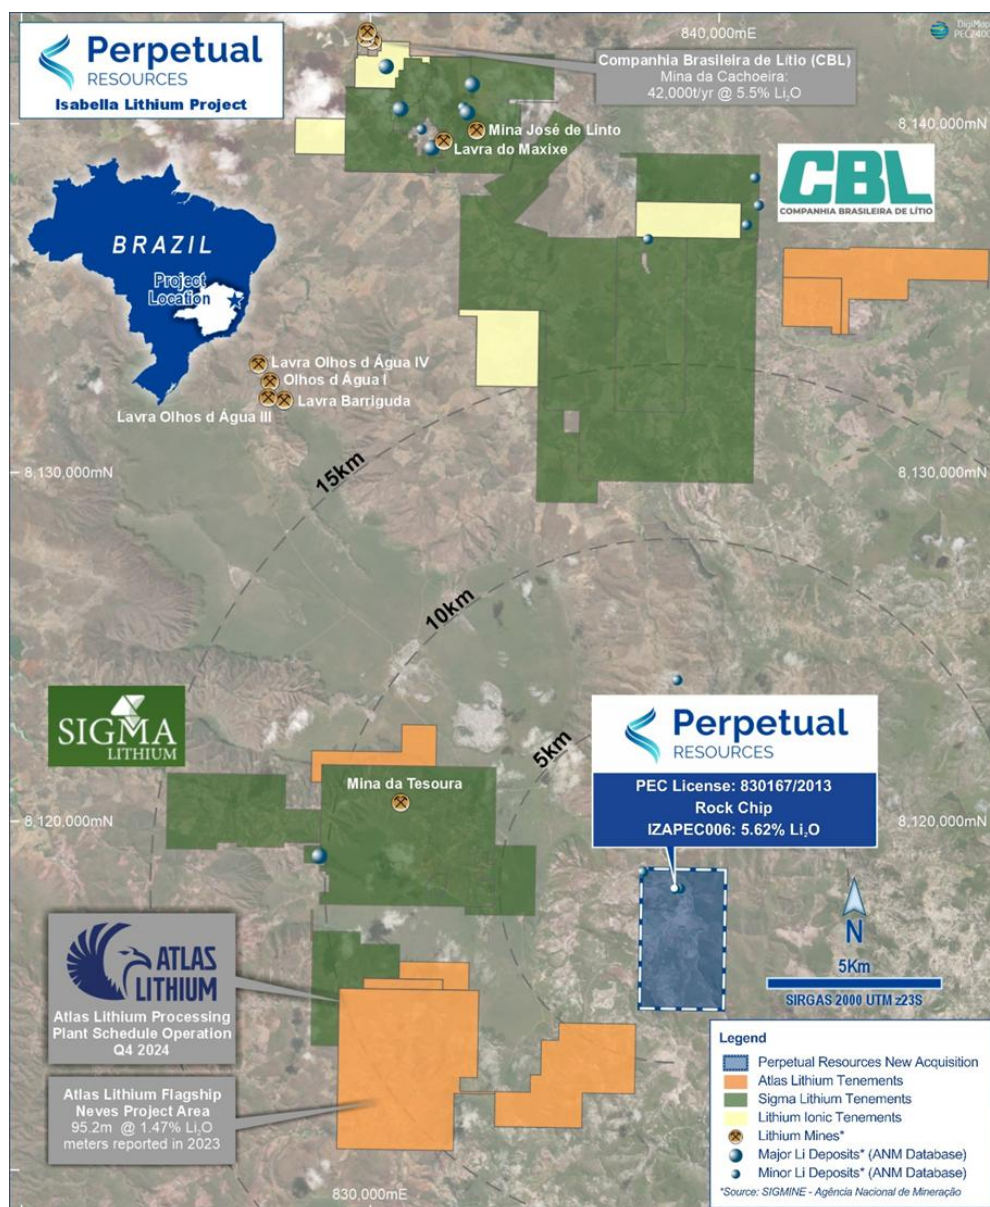 Perpetual
RESOURCES
Isabella Lithium Project
840,000mE
DigiMap
Companhia Brasileira de Lítio (CBL)
Mina da Cachoeira:
42,000t/yr @ 5.5% Li₂O
8,140,000mN
8,140,000mN
Mina José de Linto
Lavra do Maxixe
CBL
COMPANHIA BRASILEIRA DE LÍTIO
BRAZIL
Project
Location
Lavra Olhos d Água IV
Olhos d Água I
Lavra Barriguda
Lavra Olhos d Água III
8,130,000mN
8,130,000mN
15km
10km
5km
SIGMA
LITHIUM
Perpetual
RESOURCES
PEC License: 830167/2013
Rock Chip
IZAPEC006: 5.62% Li₂O
Mina da Tesoura
8,120,000mN
8,120,000mN
ATLAS
LITHIUM
Atlas Lithium Processing
Plant Schedule Operation
Q4 2024
Atlas Lithium Flagship
Neves Project Area
95.2m @ 1.47% Li₂O
meters reported in 2023
N
5Km
SIRGAS 2000 UTM z23S
Legend
Perpetual Resources New Acquisition
Atlas Lithium Tenements
Sigma Lithium Tenements
Lithium Ionic Tenements
Lithium Mines*
Major Li Deposits* (ANM Database)
Minor Li Deposits* (ANM Database)
*Source: SIGMINE - Agência Nacional de Mineração
830,000mE